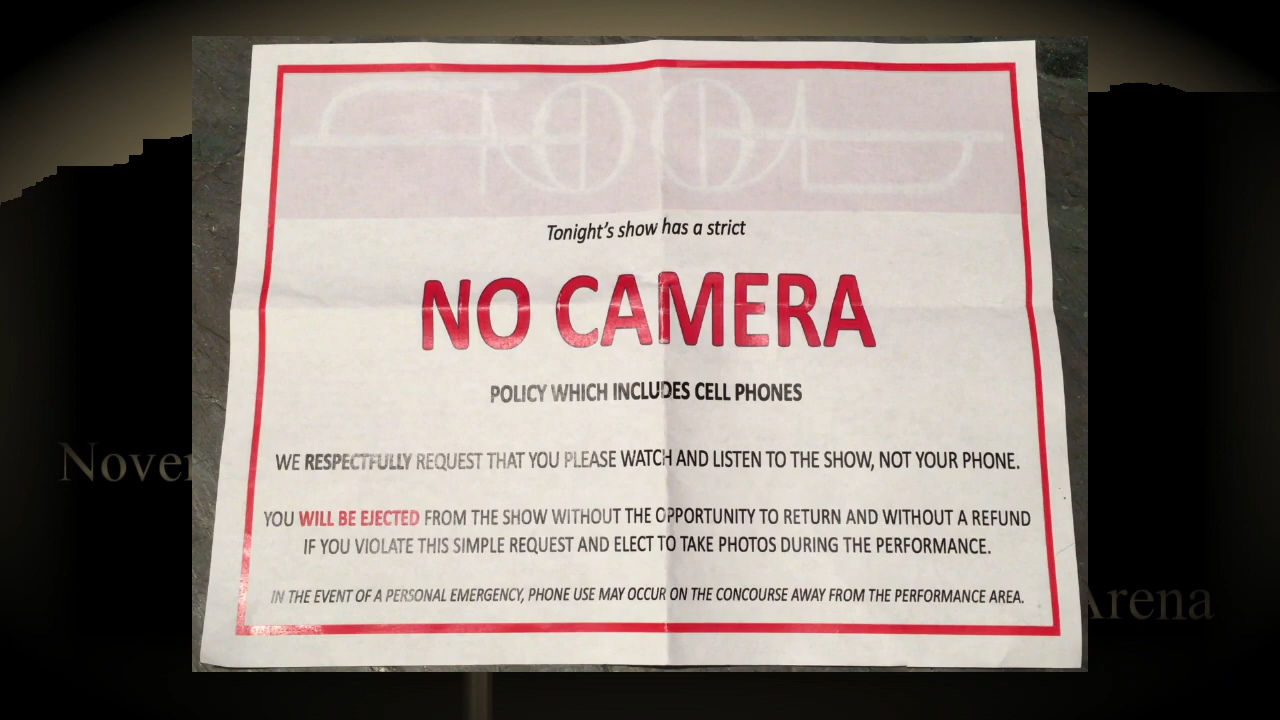 TOOL
Tonight's show has a strict
NO CAMERA
POLICY WHICH INCLUDES CELL PHONES
WE RESPECTFULLY REQUEST THAT YOU PLEASE WATCH AND LISTEN TO THE SHOW, NOT YOUR PHONE.
YOU WILL BE EJECTED FROM THE SHOW WITHOUT THE OPPORTUNITY TO RETURN AND WITHOUT A REFUND
IF YOU VIOLATE THIS SIMPLE REQUEST AND ELECT TO TAKE PHOTOS DURING THE PERFORMANCE.
IN THE EVENT OF A PERSONAL EMERGENCY, PHONE USE MAY OCCUR ON THE CONCOURSE AWAY FROM THE PERFORMANCE AREA.
Arena